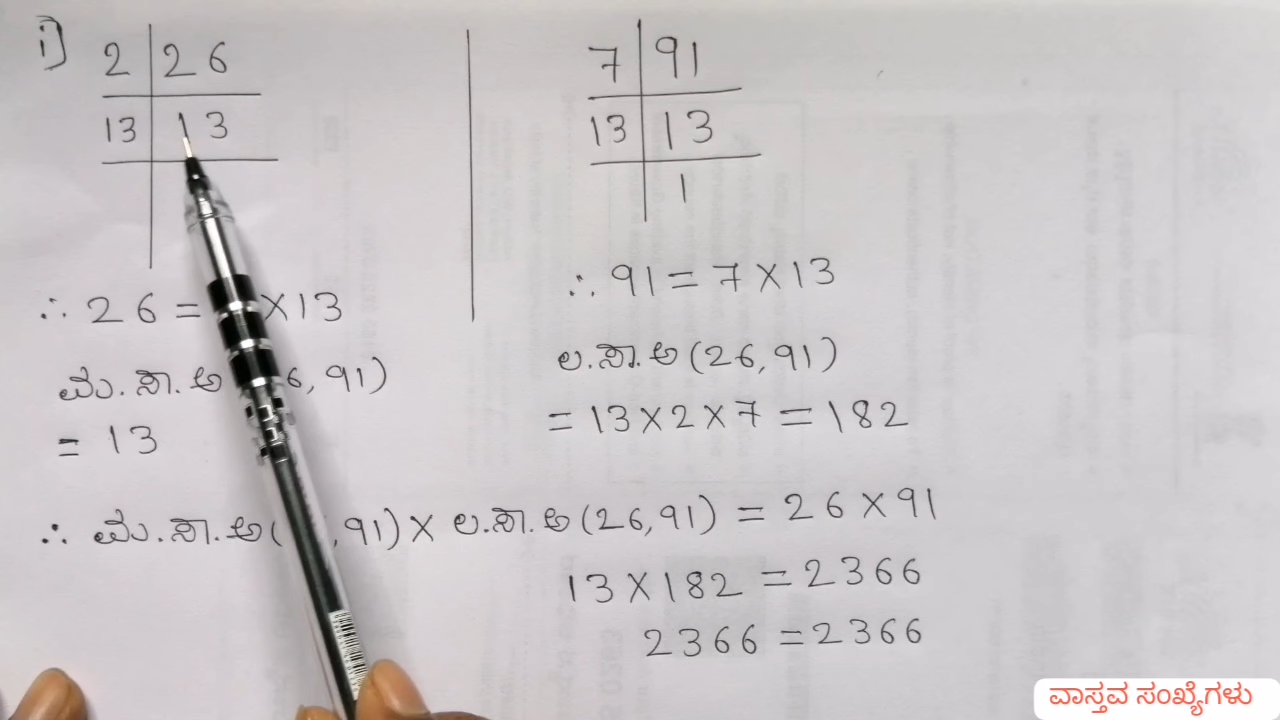 i)
2 | 26
13 | 13
7 | 91
13 | 13
1
∴ 26 = ×13
ಮ.ಸಾ.ಅ 6, 91)
= 13
∴ 91 = 7 × 13
ಲ.ಸಾ.ಅ (26, 91)
= 13 × 2 × 7 = 182
∴ ಮ.ಸಾ.ಅ( , 91) × ಲ.ಸಾ.ಅ (26, 91) = 26 × 91
13 × 182 = 2366
2366 = 2366
ವಾಸ್ತವ ಸಂಖ್ಯೆಗಳು